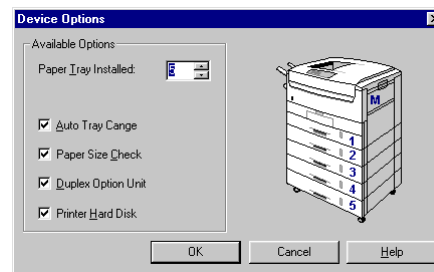 Device Options
Available Options
Paper Tray Installed:
5
Auto Tray Cange
Paper Size Check
Duplex Option Unit
Printer Hard Disk
M
1
2
3
4
5
OK
Cancel
Help